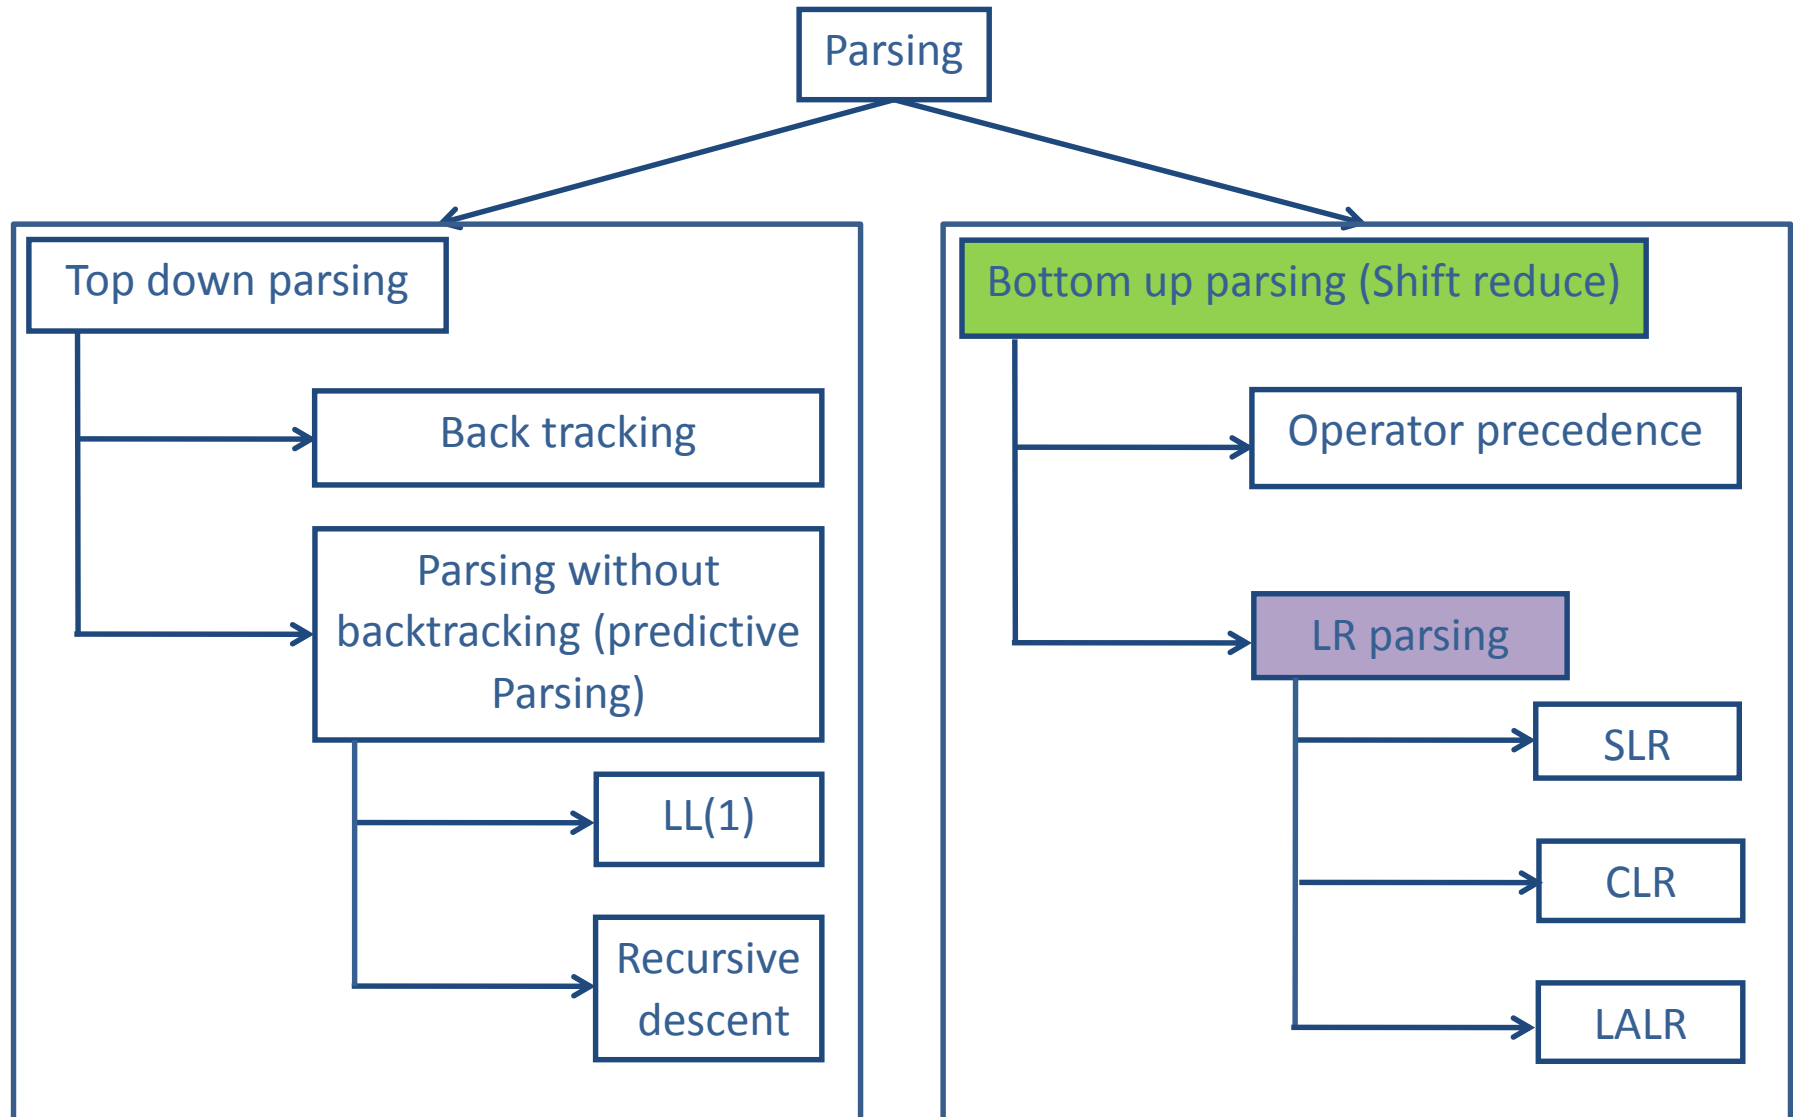 Parsing
Top down parsing
Back tracking
Parsing without
backtracking (predictive
Parsing)
LL(1)
Recursive
descent
Bottom up parsing (Shift reduce)
Operator precedence
LR parsing
SLR
CLR
LALR